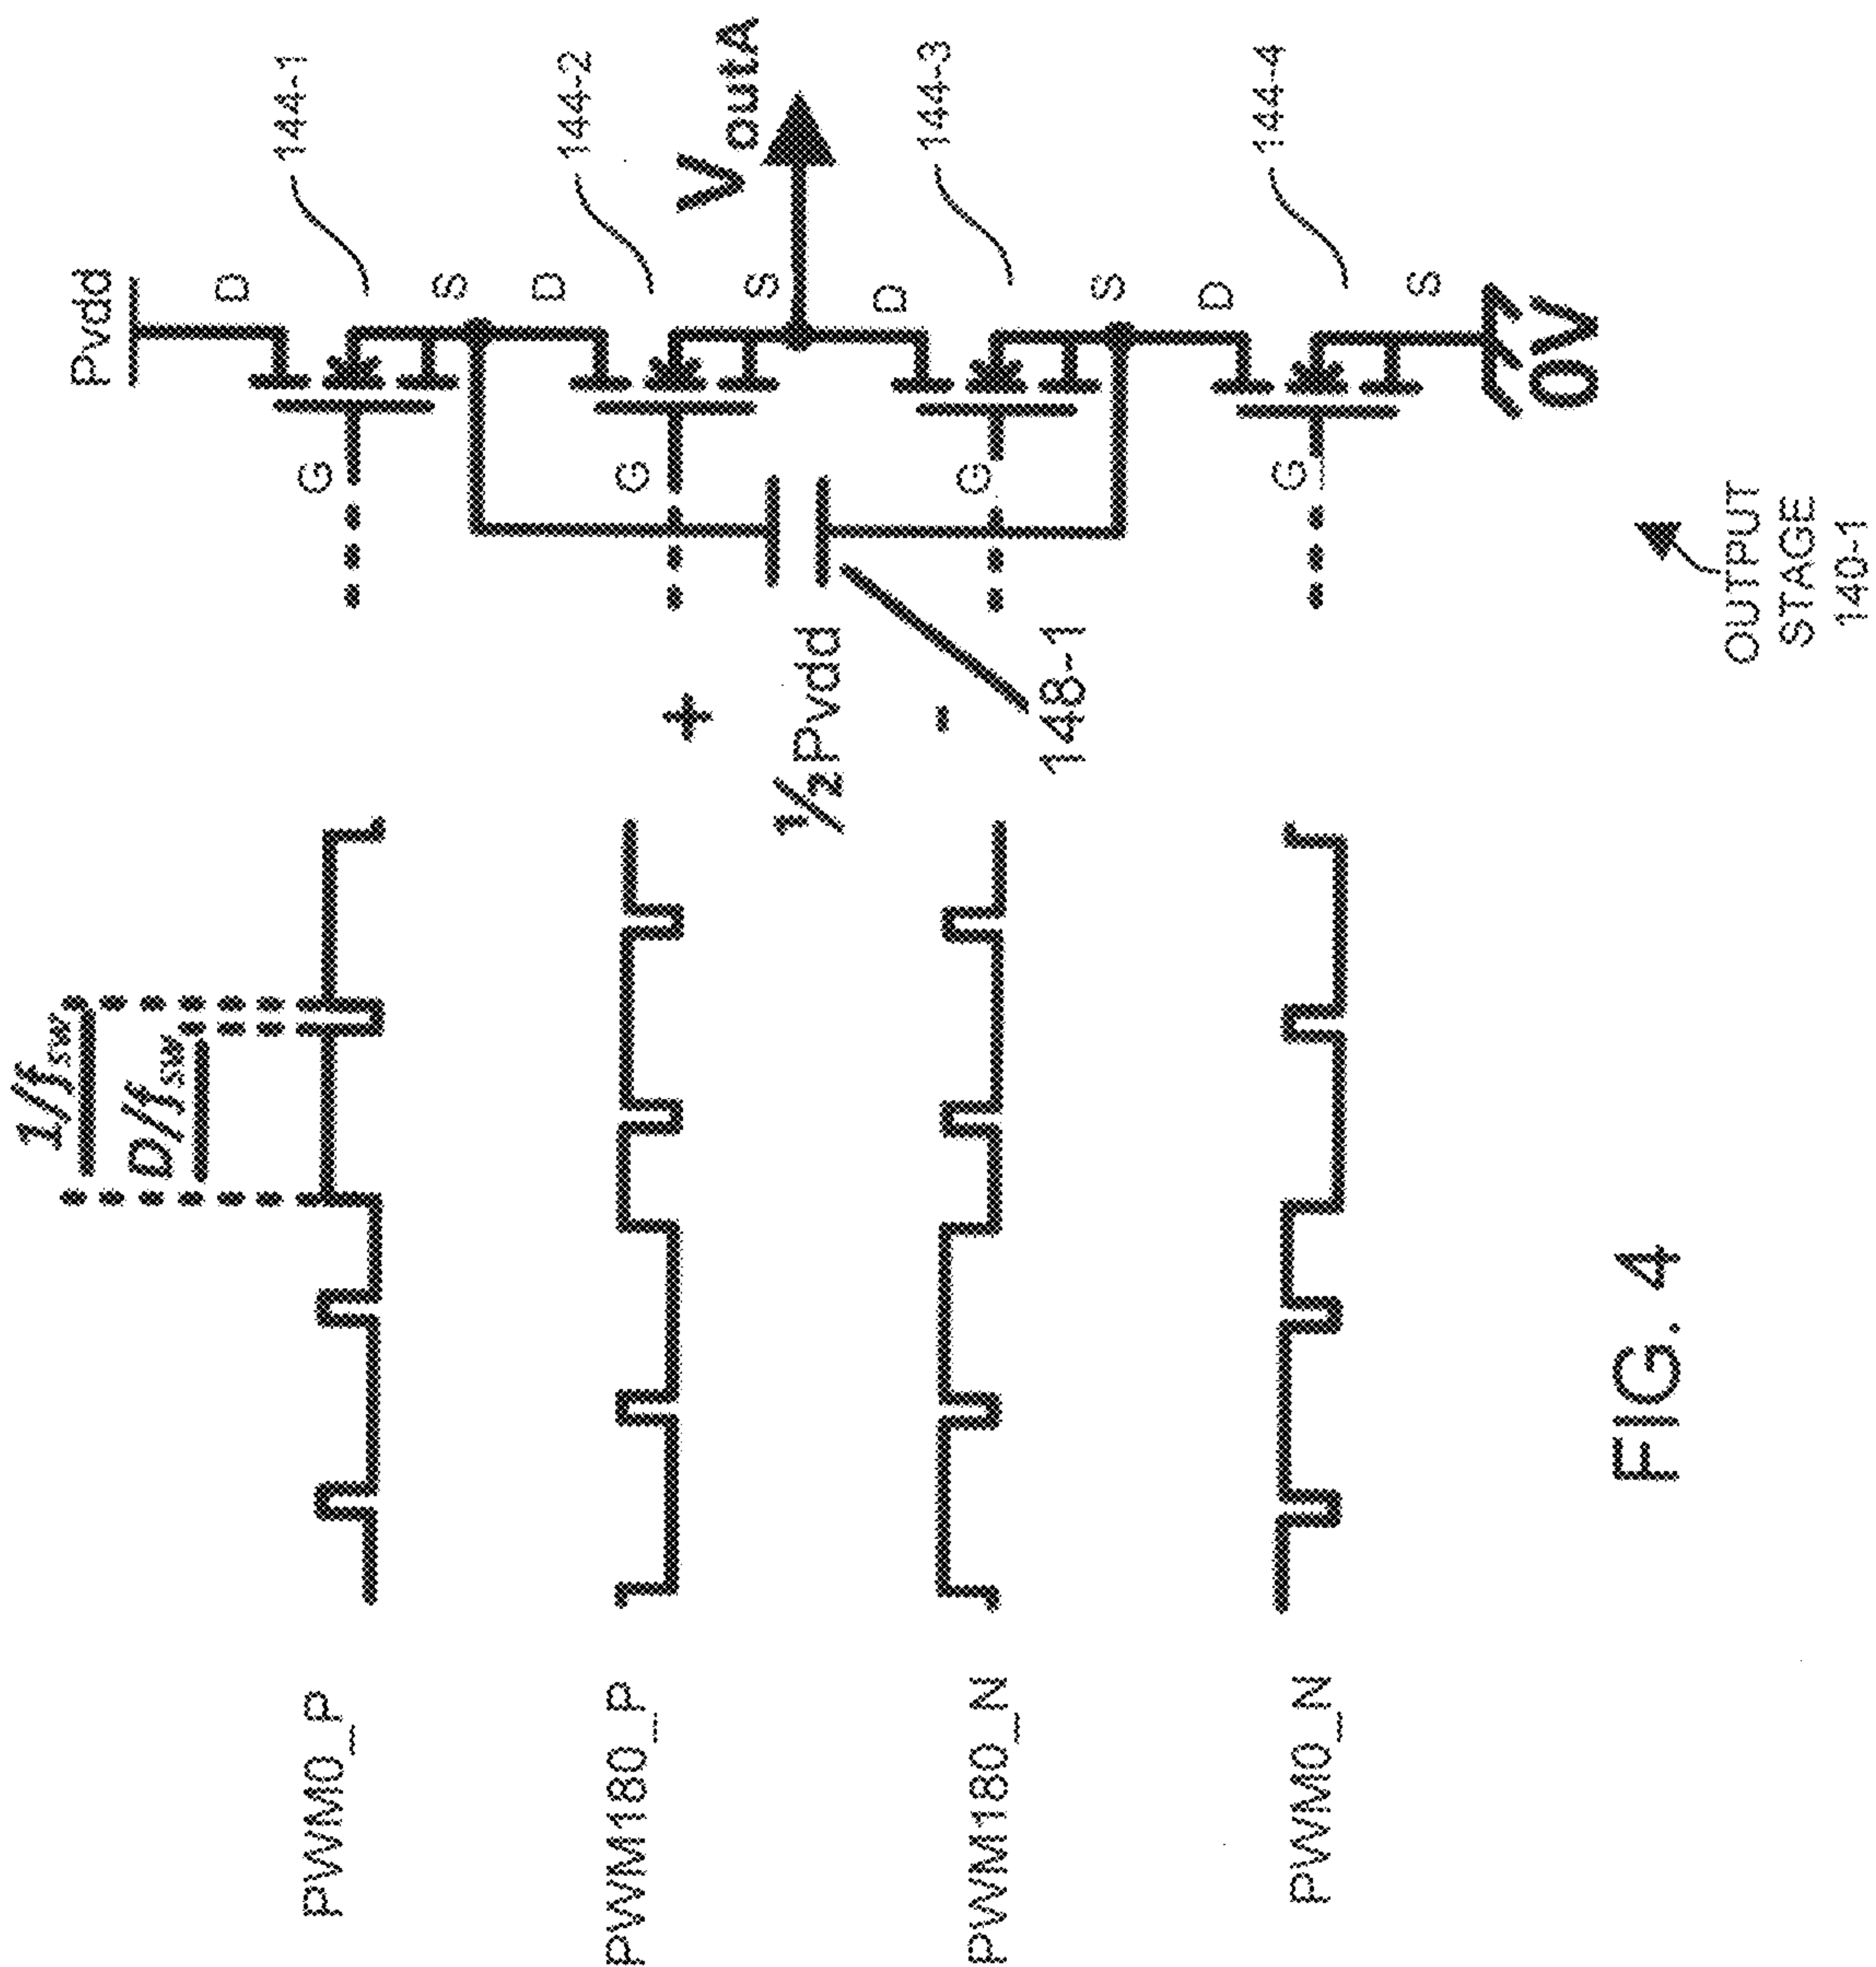 PWM0_P
PWM180_P
PWM180_N
PWM0_N
1/fsw
D/fsw
Pvdd
D
G
S
144-1
D
G
S
144-2
VoutA
D
G
S
144-3
D
G
S
144-4
0V
+
½Pvdd
-
148-1
OUTPUT
STAGE
140-1
FIG. 4